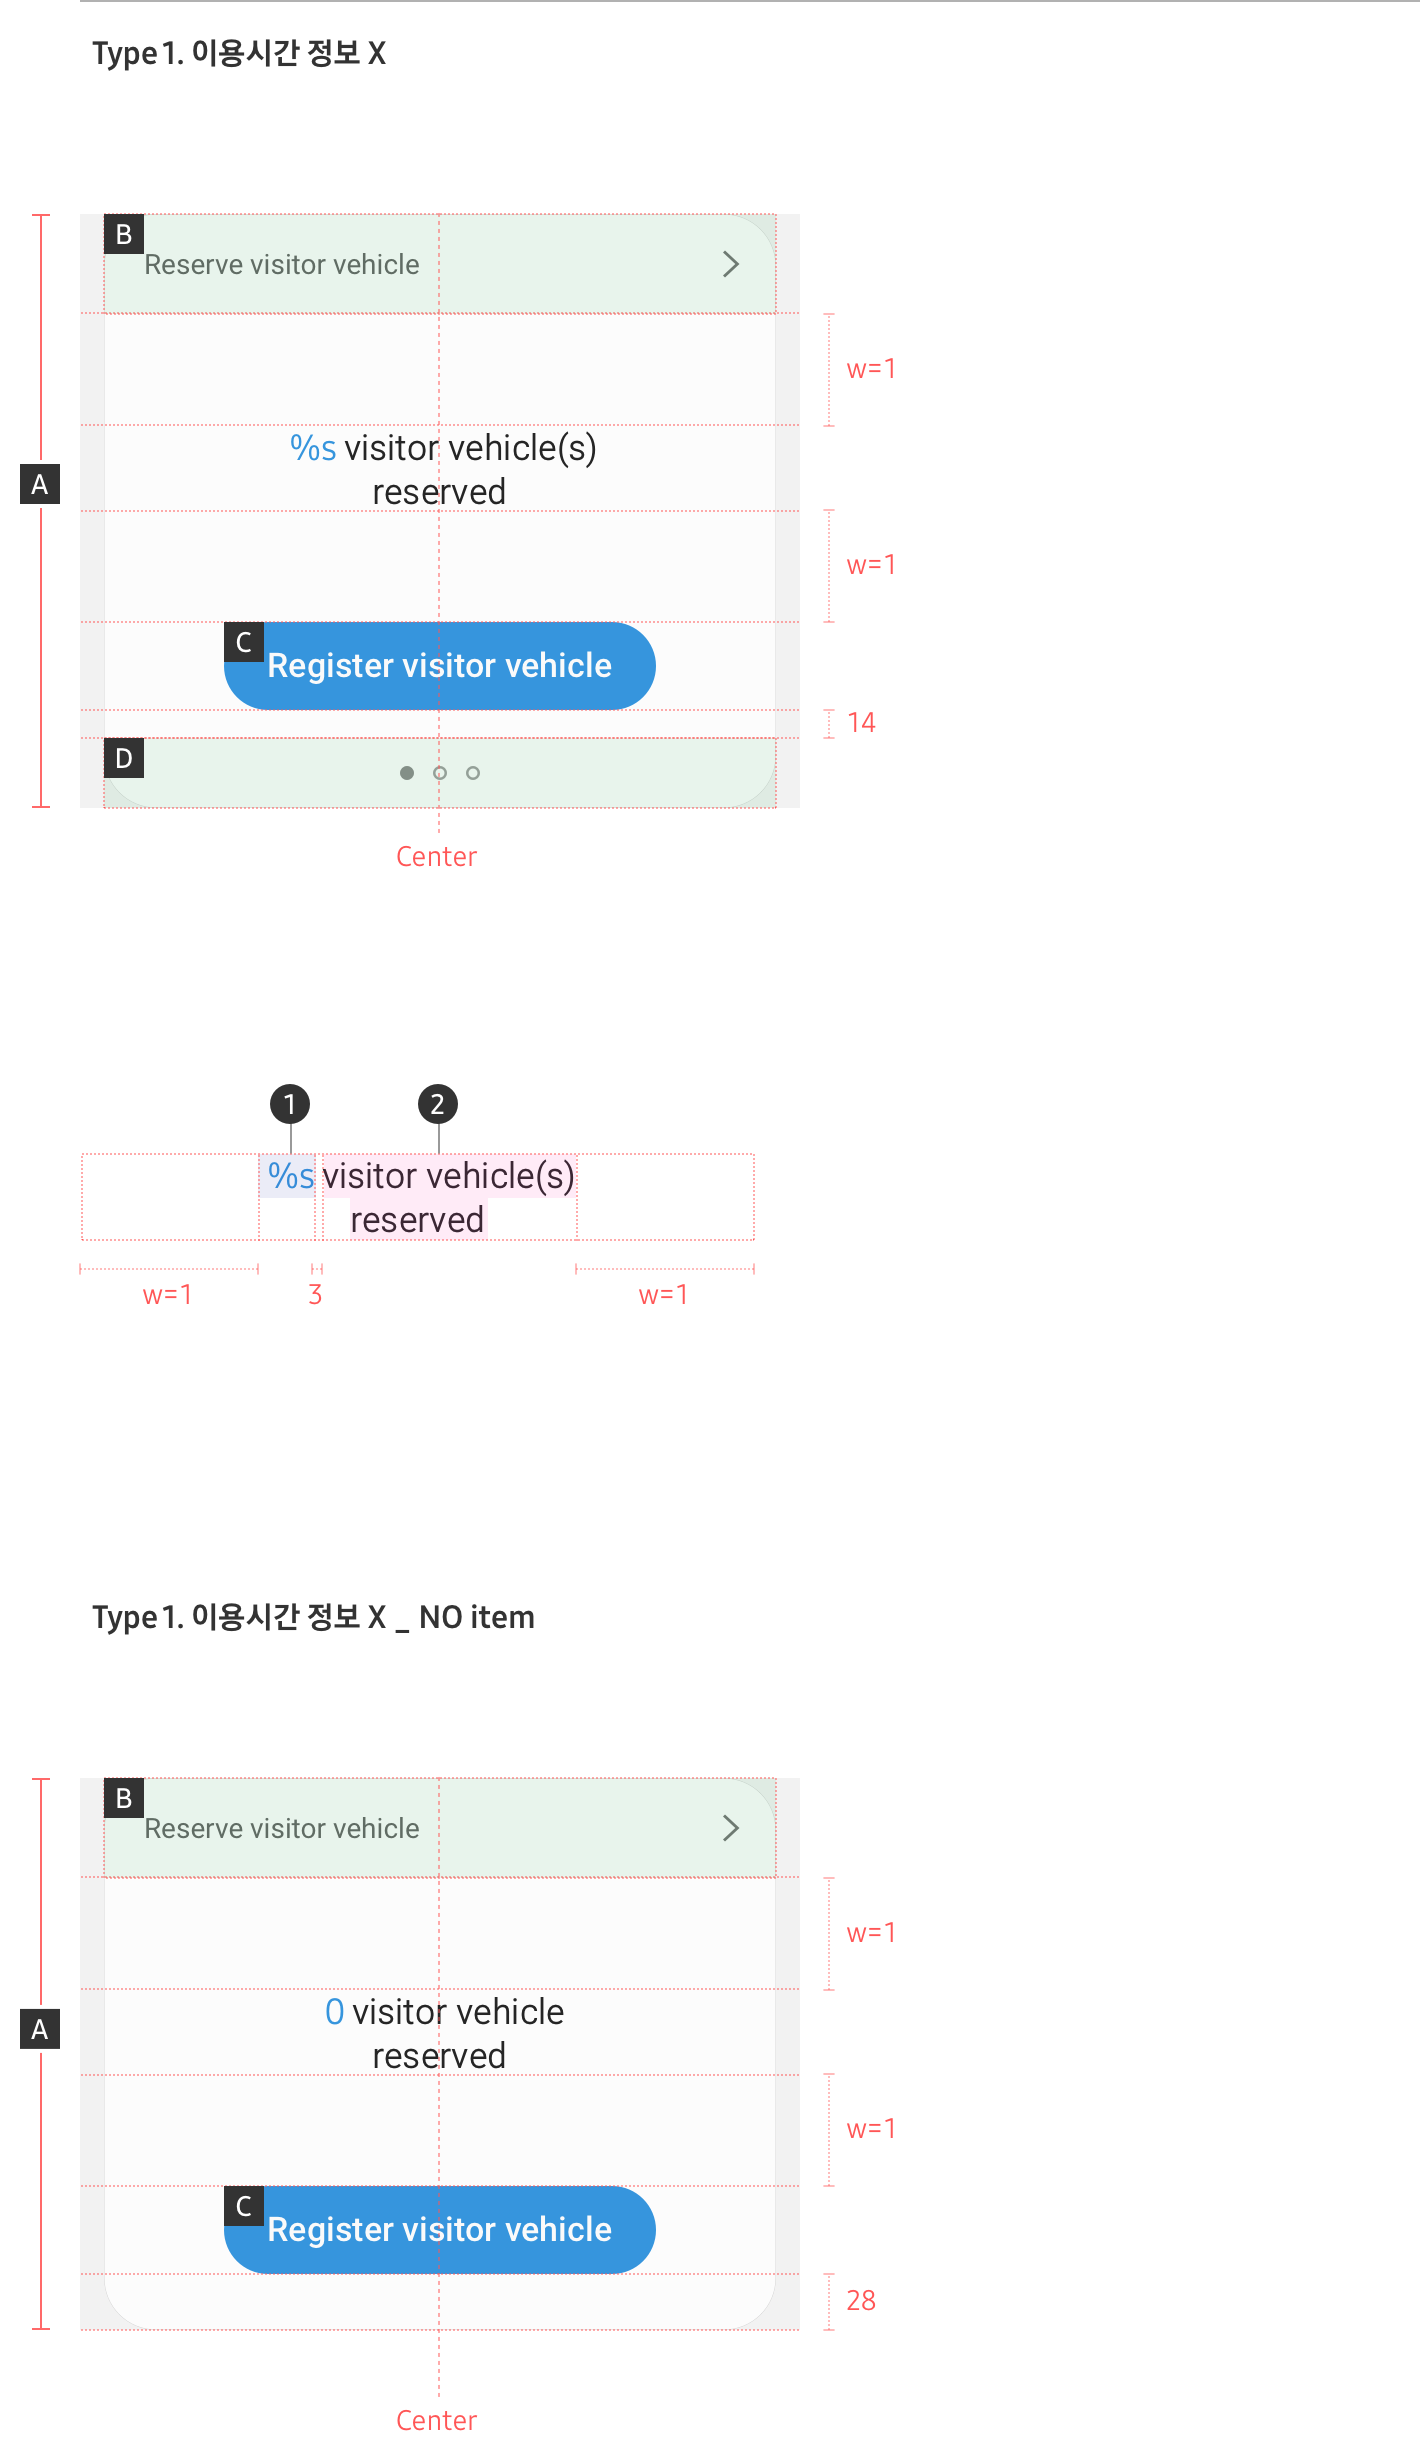 Type 1. 이용시간 정보 X
B
Reserve visitor vehicle
w=1
%s visitor vehicle(s)
reserved
A
w=1
C
Register visitor vehicle
14
D
Center
1
2
%s visitor vehicle(s)
reserved
w=1
3
w=1
Type 1. 이용시간 정보 X _ NO item
B
Reserve visitor vehicle
w=1
0 visitor vehicle
reserved
A
w=1
C
Register visitor vehicle
28
Center